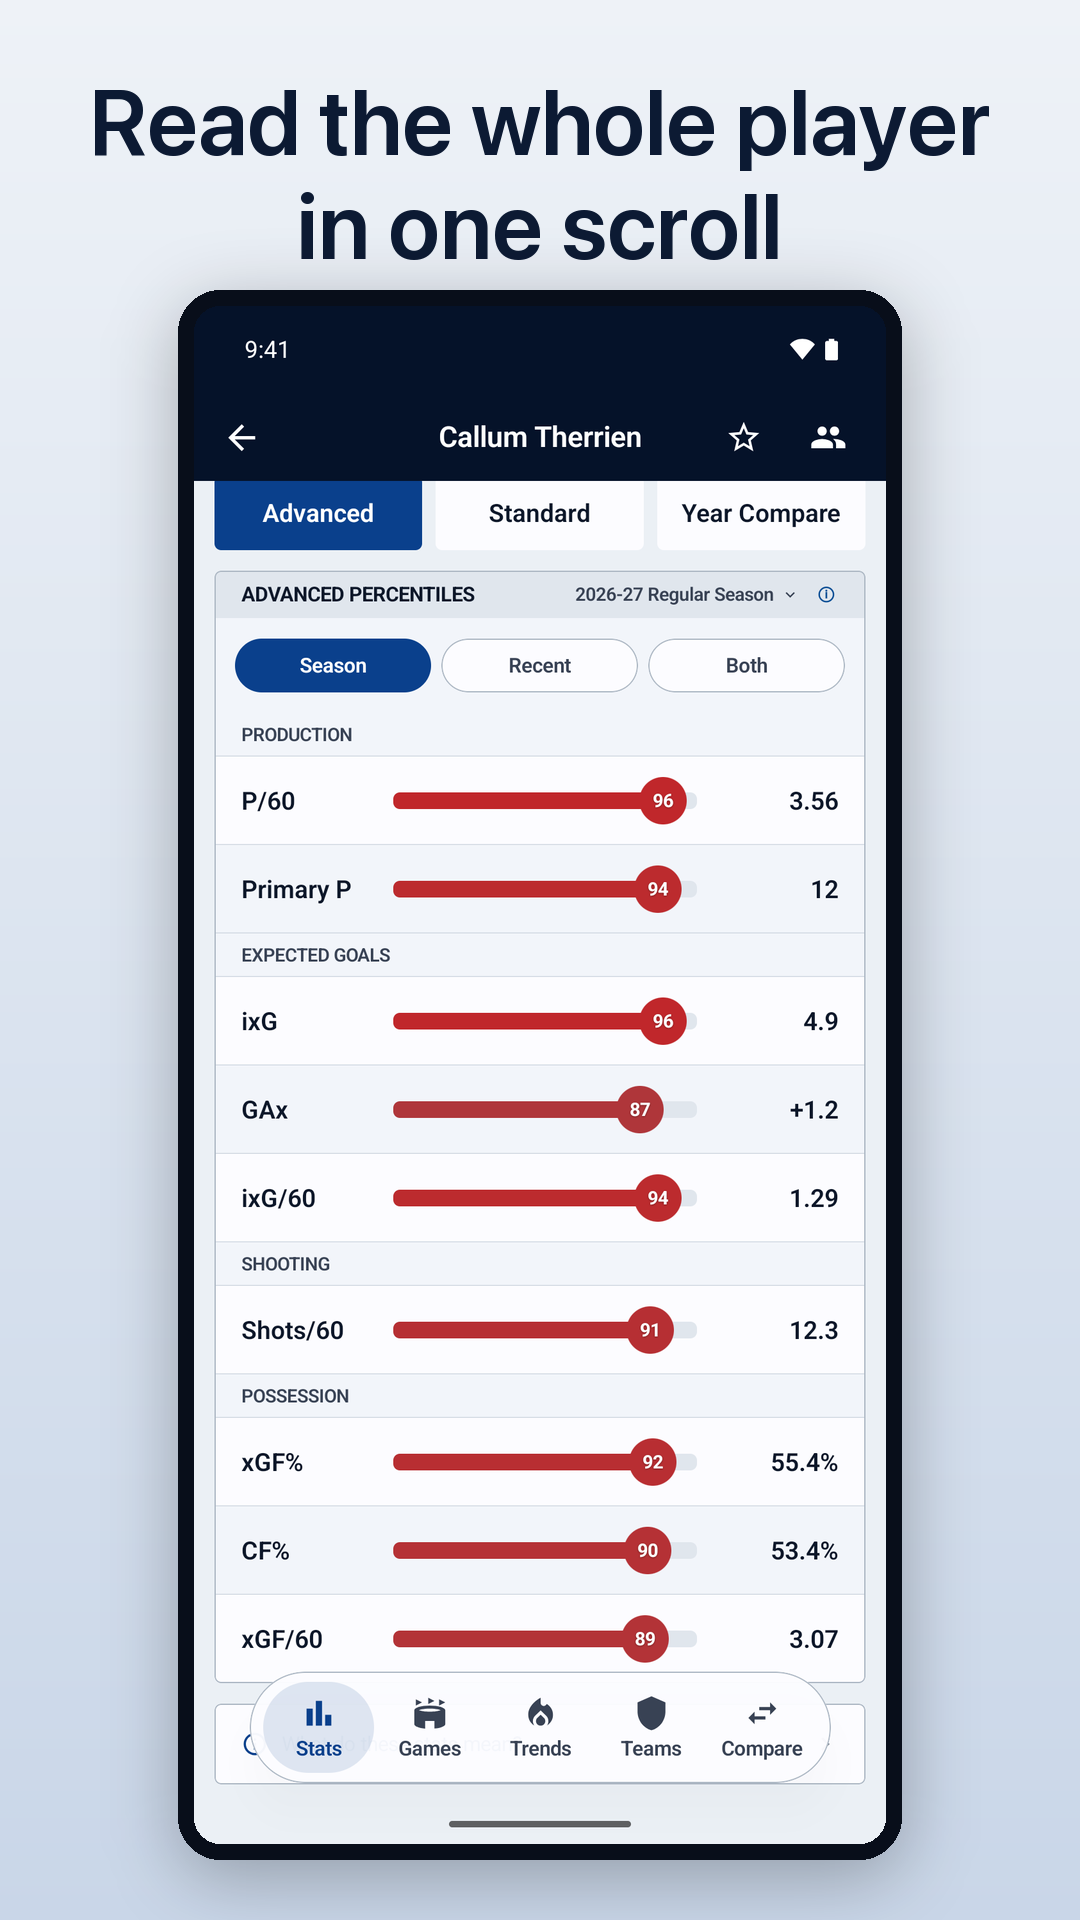 Read the whole player
in one scroll
9:41
Callum Therrien
Advanced Standard Year Compare
ADVANCED PERCENTILES 2026-27 Regular Season
Season Recent Both
PRODUCTION
P/60 96 3.56
Primary P 94 12
EXPECTED GOALS
ixG 96 4.9
GAx 87 +1.2
ixG/60 94 1.29
SHOOTING
Shots/60 91 12.3
POSSESSION
xGF% 92 55.4%
CF% 90 53.4%
xGF/60 89 3.07
Stats Games Trends Teams Compare